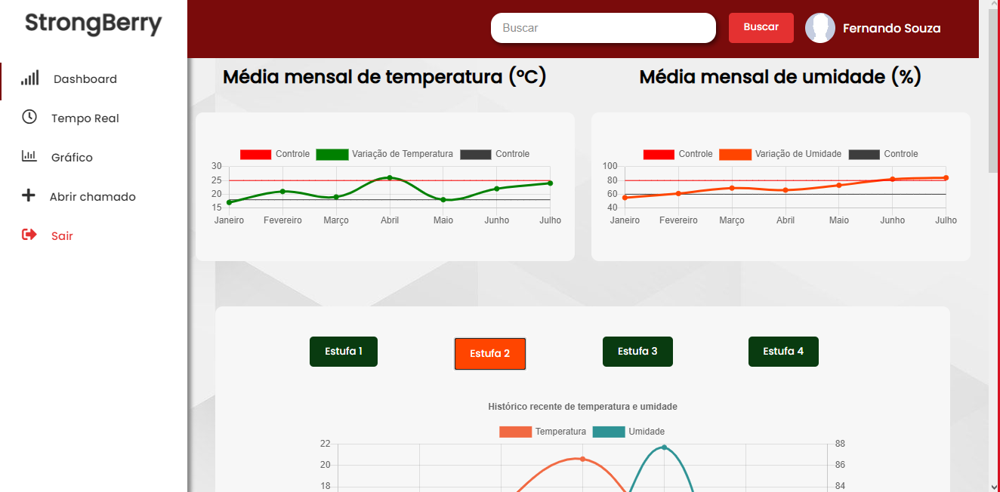 StrongBerry
Buscar
Buscar
Fernando Souza
Dashboard
Tempo Real
Gráfico
Abrir chamado
Sair
Média mensal de temperatura (ºC)
Controle Variação de Temperatura Controle
30
25
20
15
Janeiro Fevereiro Março Abril Maio Junho Julho
Média mensal de umidade (%)
Controle Variação de Umidade Controle
100
80
60
40
Janeiro Fevereiro Março Abril Maio Junho Julho
Estufa 1 Estufa 2 Estufa 3 Estufa 4
Histórico recente de temperatura e umidade
Temperatura Umidade
22 88
20 86
18 84